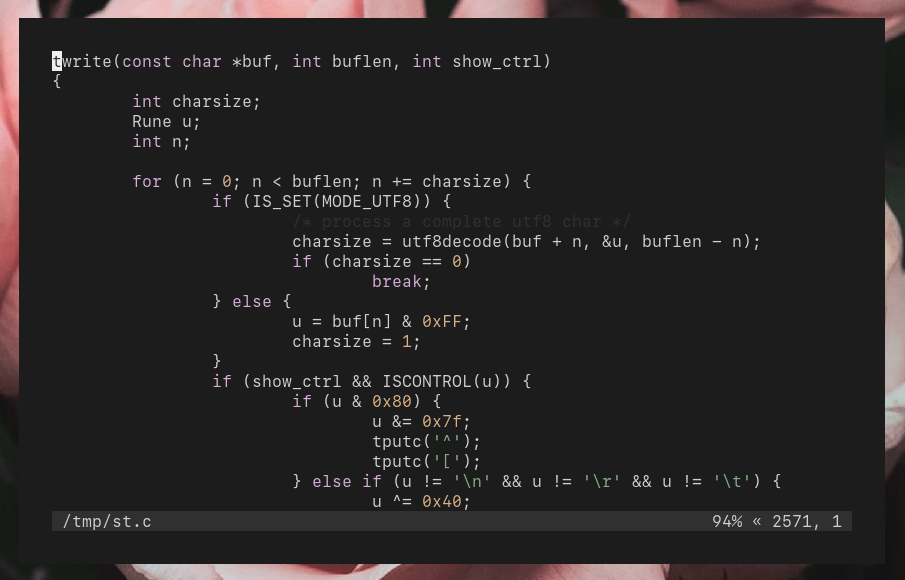 twrite(const char *buf, int buflen, int show_ctrl)
{
        int charsize;
        Rune u;
        int n;

        for (n = 0; n < buflen; n += charsize) {
                if (IS_SET(MODE_UTF8)) {
                        /* process a complete utf8 char */
                        charsize = utf8decode(buf + n, &u, buflen - n);
                        if (charsize == 0)
                                break;
                } else {
                        u = buf[n] & 0xFF;
                        charsize = 1;
                }
                if (show_ctrl && ISCONTROL(u)) {
                        if (u & 0x80) {
                                u &= 0x7f;
                                tputc('^');
                                tputc('[');
                        } else if (u != '\n' && u != '\r' && u != '\t') {
                                u ^= 0x40;
/tmp/st.c 94% « 2571, 1